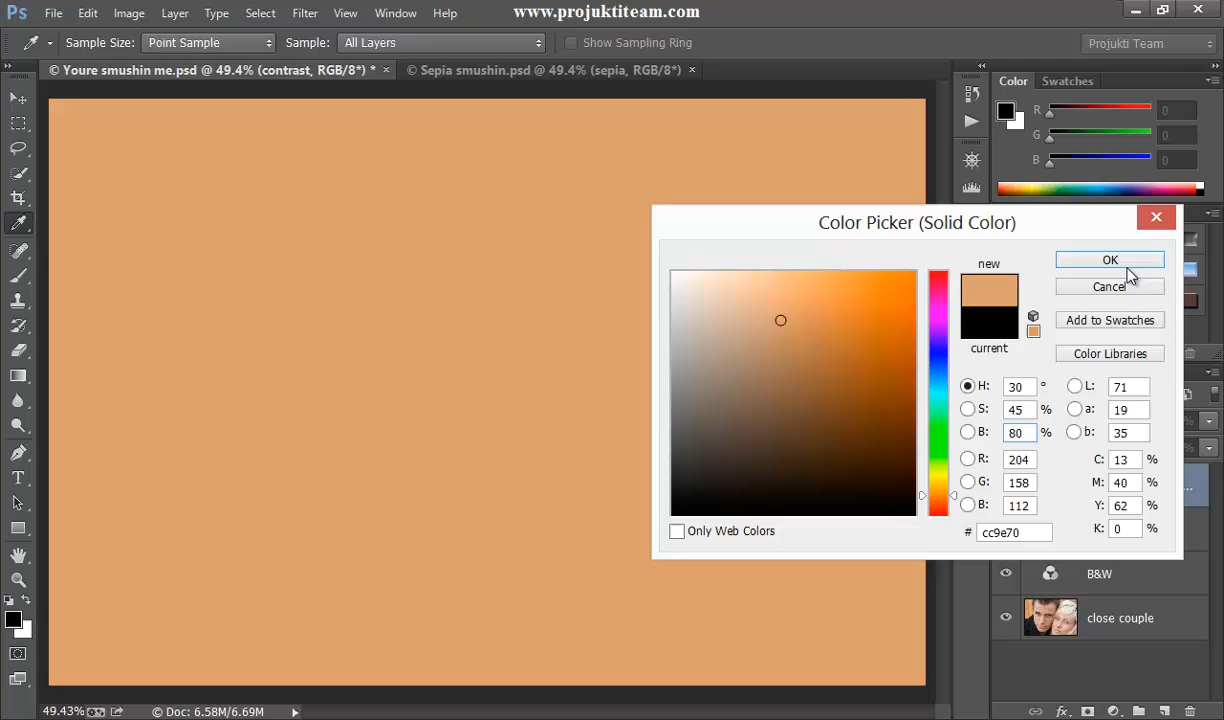 Ps File Edit Image Layer Type Select Filter View Window Help www.projuktiteam.com
Sample Size: Point Sample Sample: All Layers Show Sampling Ring Projukti Team
© Youre smushin me.psd @ 49.4% (contrast, RGB/8*) * × © Sepia smushin.psd @ 49.4% (sepia, RGB/8*) ×
Color Swatches
R 0
G 0
B 0
Color Picker (Solid Color)
new
current
OK
Cancel
Add to Swatches
Color Libraries
H: 30 ° L: 71
S: 45 % a: 19
B: 80 % b: 35
R: 204 C: 13 %
G: 158 M: 40 %
B: 112 Y: 62 %
# cc9e70 K: 0 %
Only Web Colors
B&W
close couple
T
49.43% © Doc: 6.58M/6.69M
fx